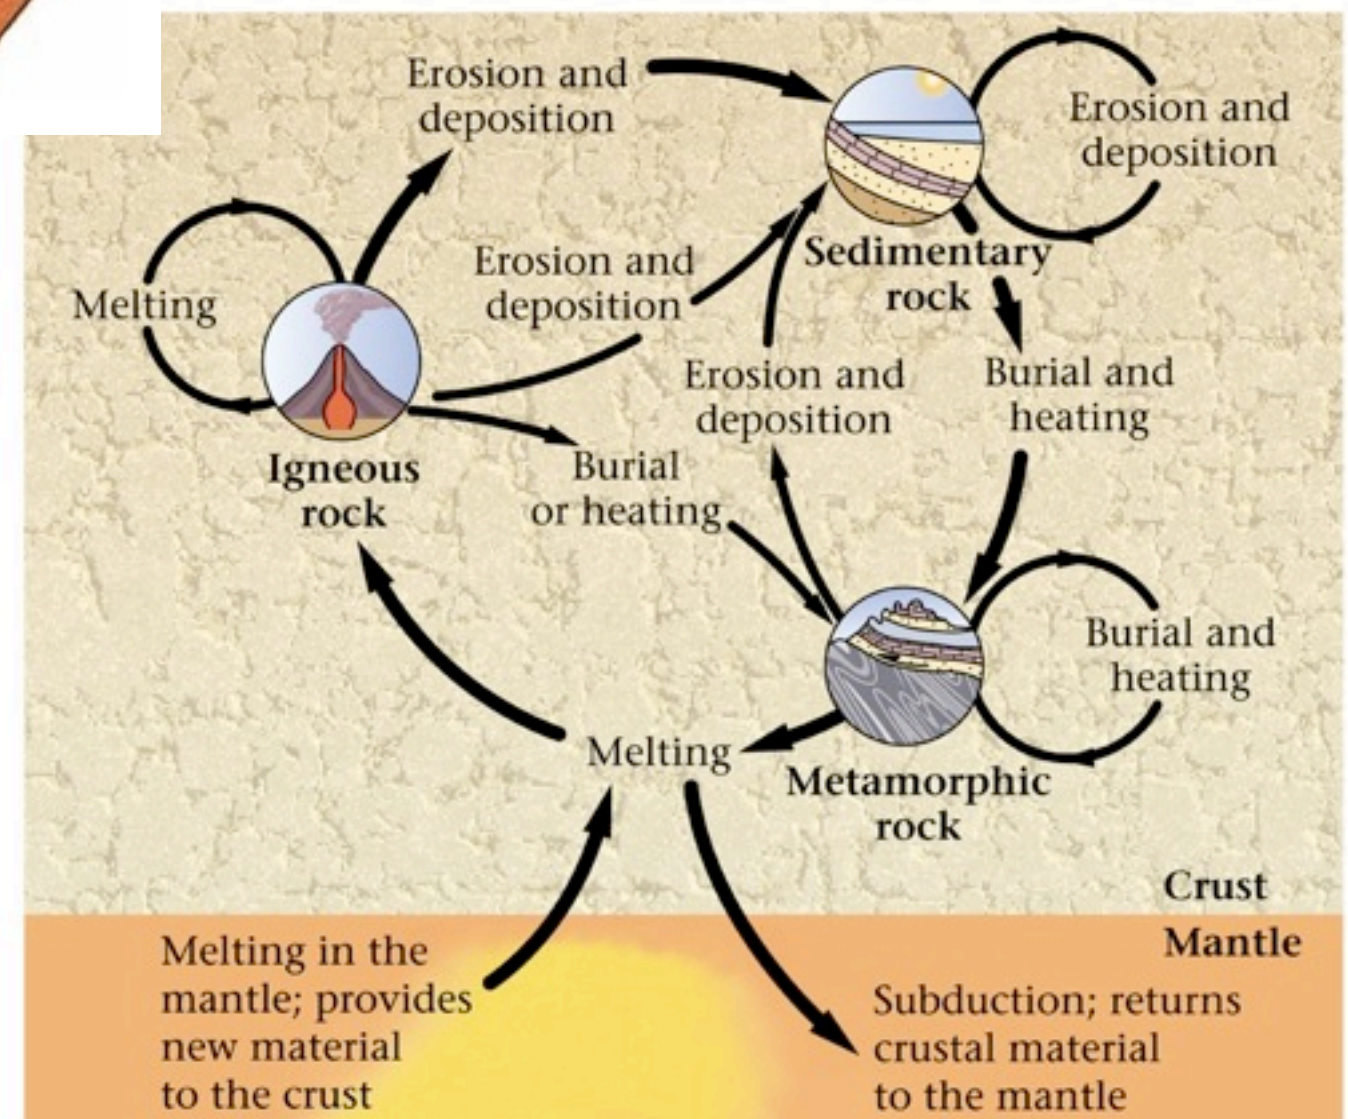 Erosion and
deposition
Erosion and
deposition
Erosion and
deposition
Sedimentary
rock
Melting
Erosion and
deposition
Burial and
heating
Igneous
rock
Burial
or heating
Burial and
heating
Melting
Metamorphic
rock
Crust
Mantle
Melting in the
mantle; provides
new material
to the crust
Subduction; returns
crustal material
to the mantle